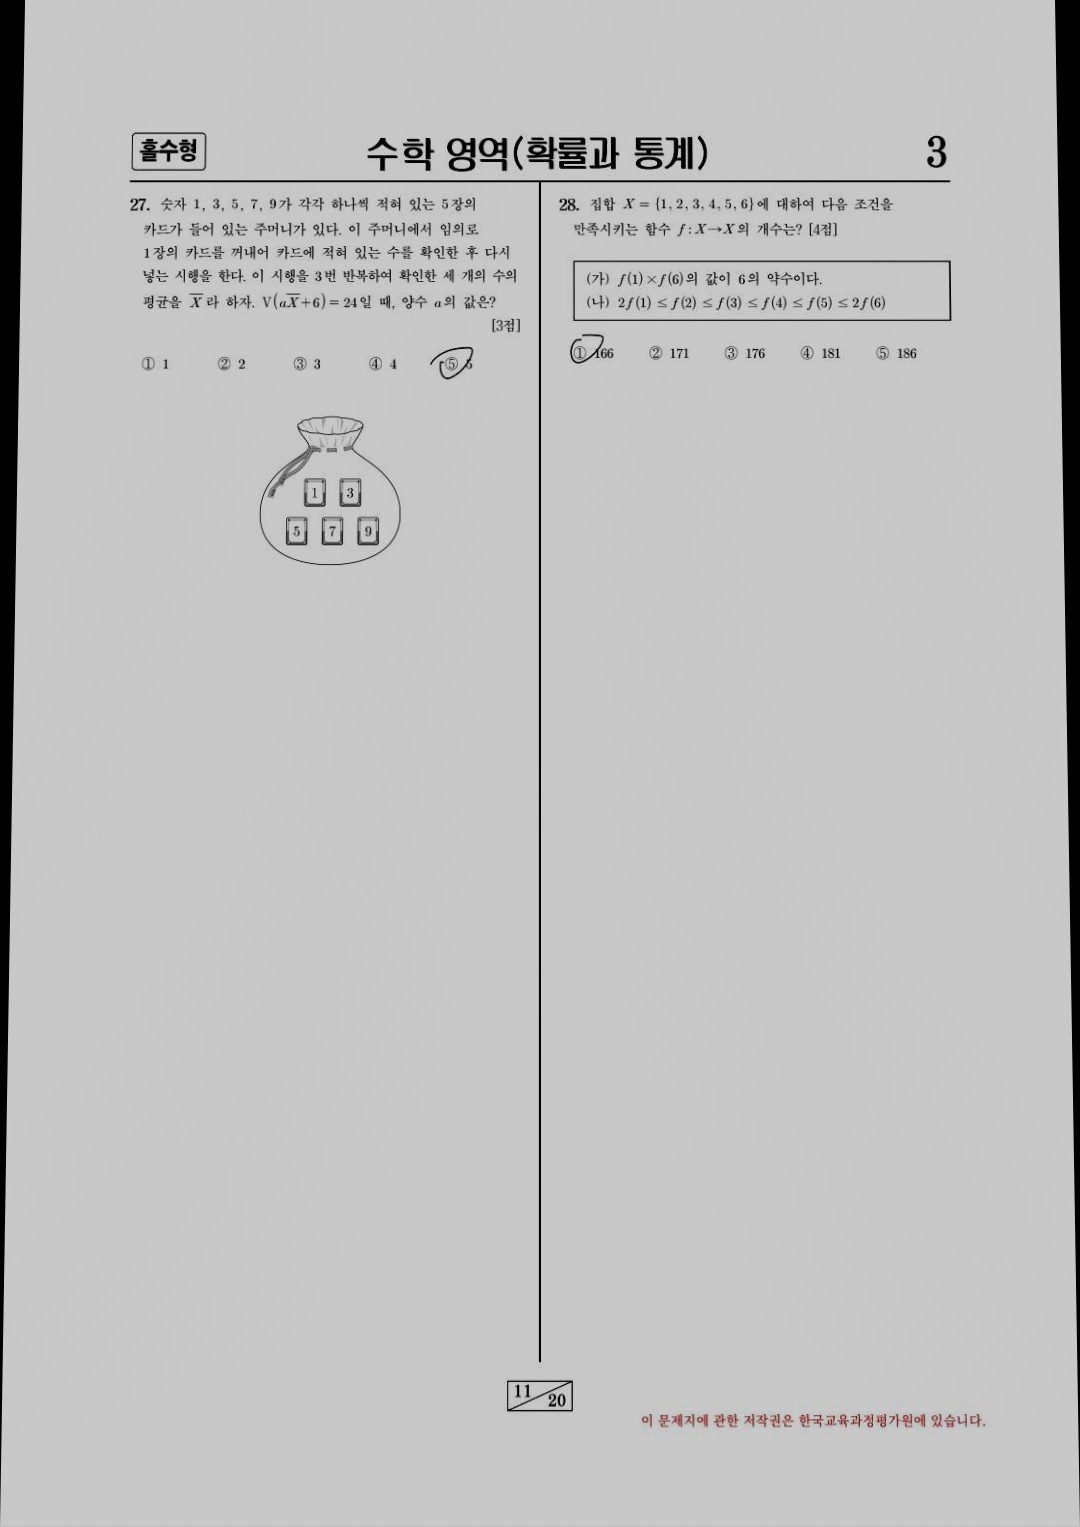 홀수형
수학 영역(확률과 통계)
3
27. 숫자 1, 3, 5, 7, 9가 각각 하나씩 적혀 있는 5장의
카드가 들어 있는 주머니가 있다. 이 주머니에서 임의로
1장의 카드를 꺼내어 카드에 적혀 있는 수를 확인한 후 다시
넣는 시행을 한다. 이 시행을 3번 반복하여 확인한 세 개의 수의
평균을 X̅라 하자. V(aX̅+6)=24일 때, 양수 a의 값은?
[3점]
① 1 ② 2 ③ 3 ④ 4 ⑤ 5
1 3
5 7 9
28. 집합 X = {1, 2, 3, 4, 5, 6}에 대하여 다음 조건을
만족시키는 함수 f : X→X의 개수는? [4점]
(가) f(1)×f(6)의 값이 6의 약수이다.
(나) 2f(1) ≤ f(2) ≤ f(3) ≤ f(4) ≤ f(5) ≤ 2f(6)
① 166 ② 171 ③ 176 ④ 181 ⑤ 186
11
20
이 문제지에 관한 저작권은 한국교육과정평가원에 있습니다.